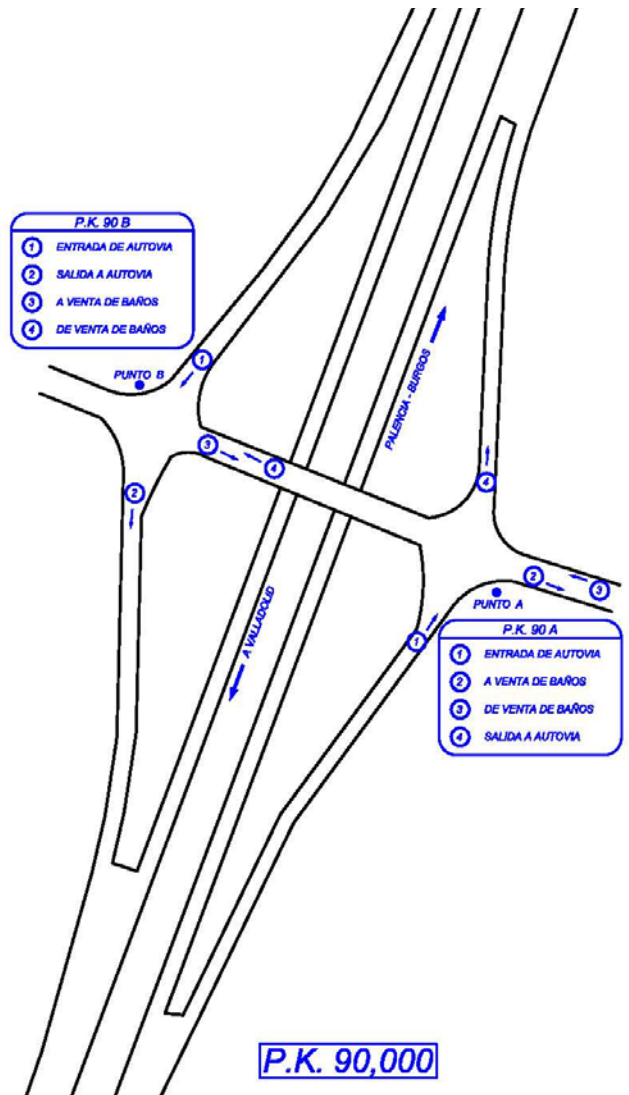 P.K. 90 B
1 ENTRADA DE AUTOVIA
2 SALIDA A AUTOVIA
3 A VENTA DE BAÑOS
4 DE VENTA DE BAÑOS
PUNTO B
1
PALENCIA - BURGOS
3
4
2
4
A VALLADOLID
2
3
PUNTO A
1
P.K. 90 A
1 ENTRADA DE AUTOVIA
2 A VENTA DE BAÑOS
3 DE VENTA DE BAÑOS
4 SALIDA A AUTOVIA
P.K. 90,000